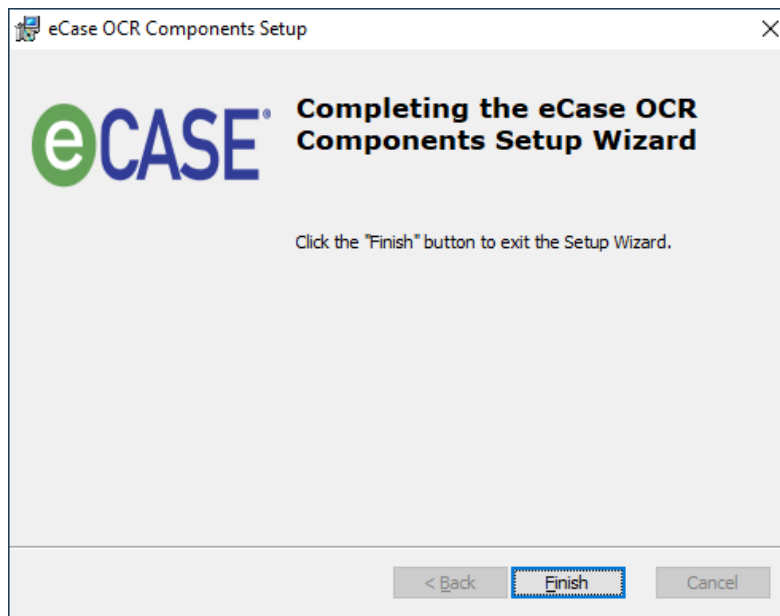 eCase OCR Components Setup
eCASE®
Completing the eCase OCR
Components Setup Wizard
Click the "Finish" button to exit the Setup Wizard.
< Back
Finish
Cancel